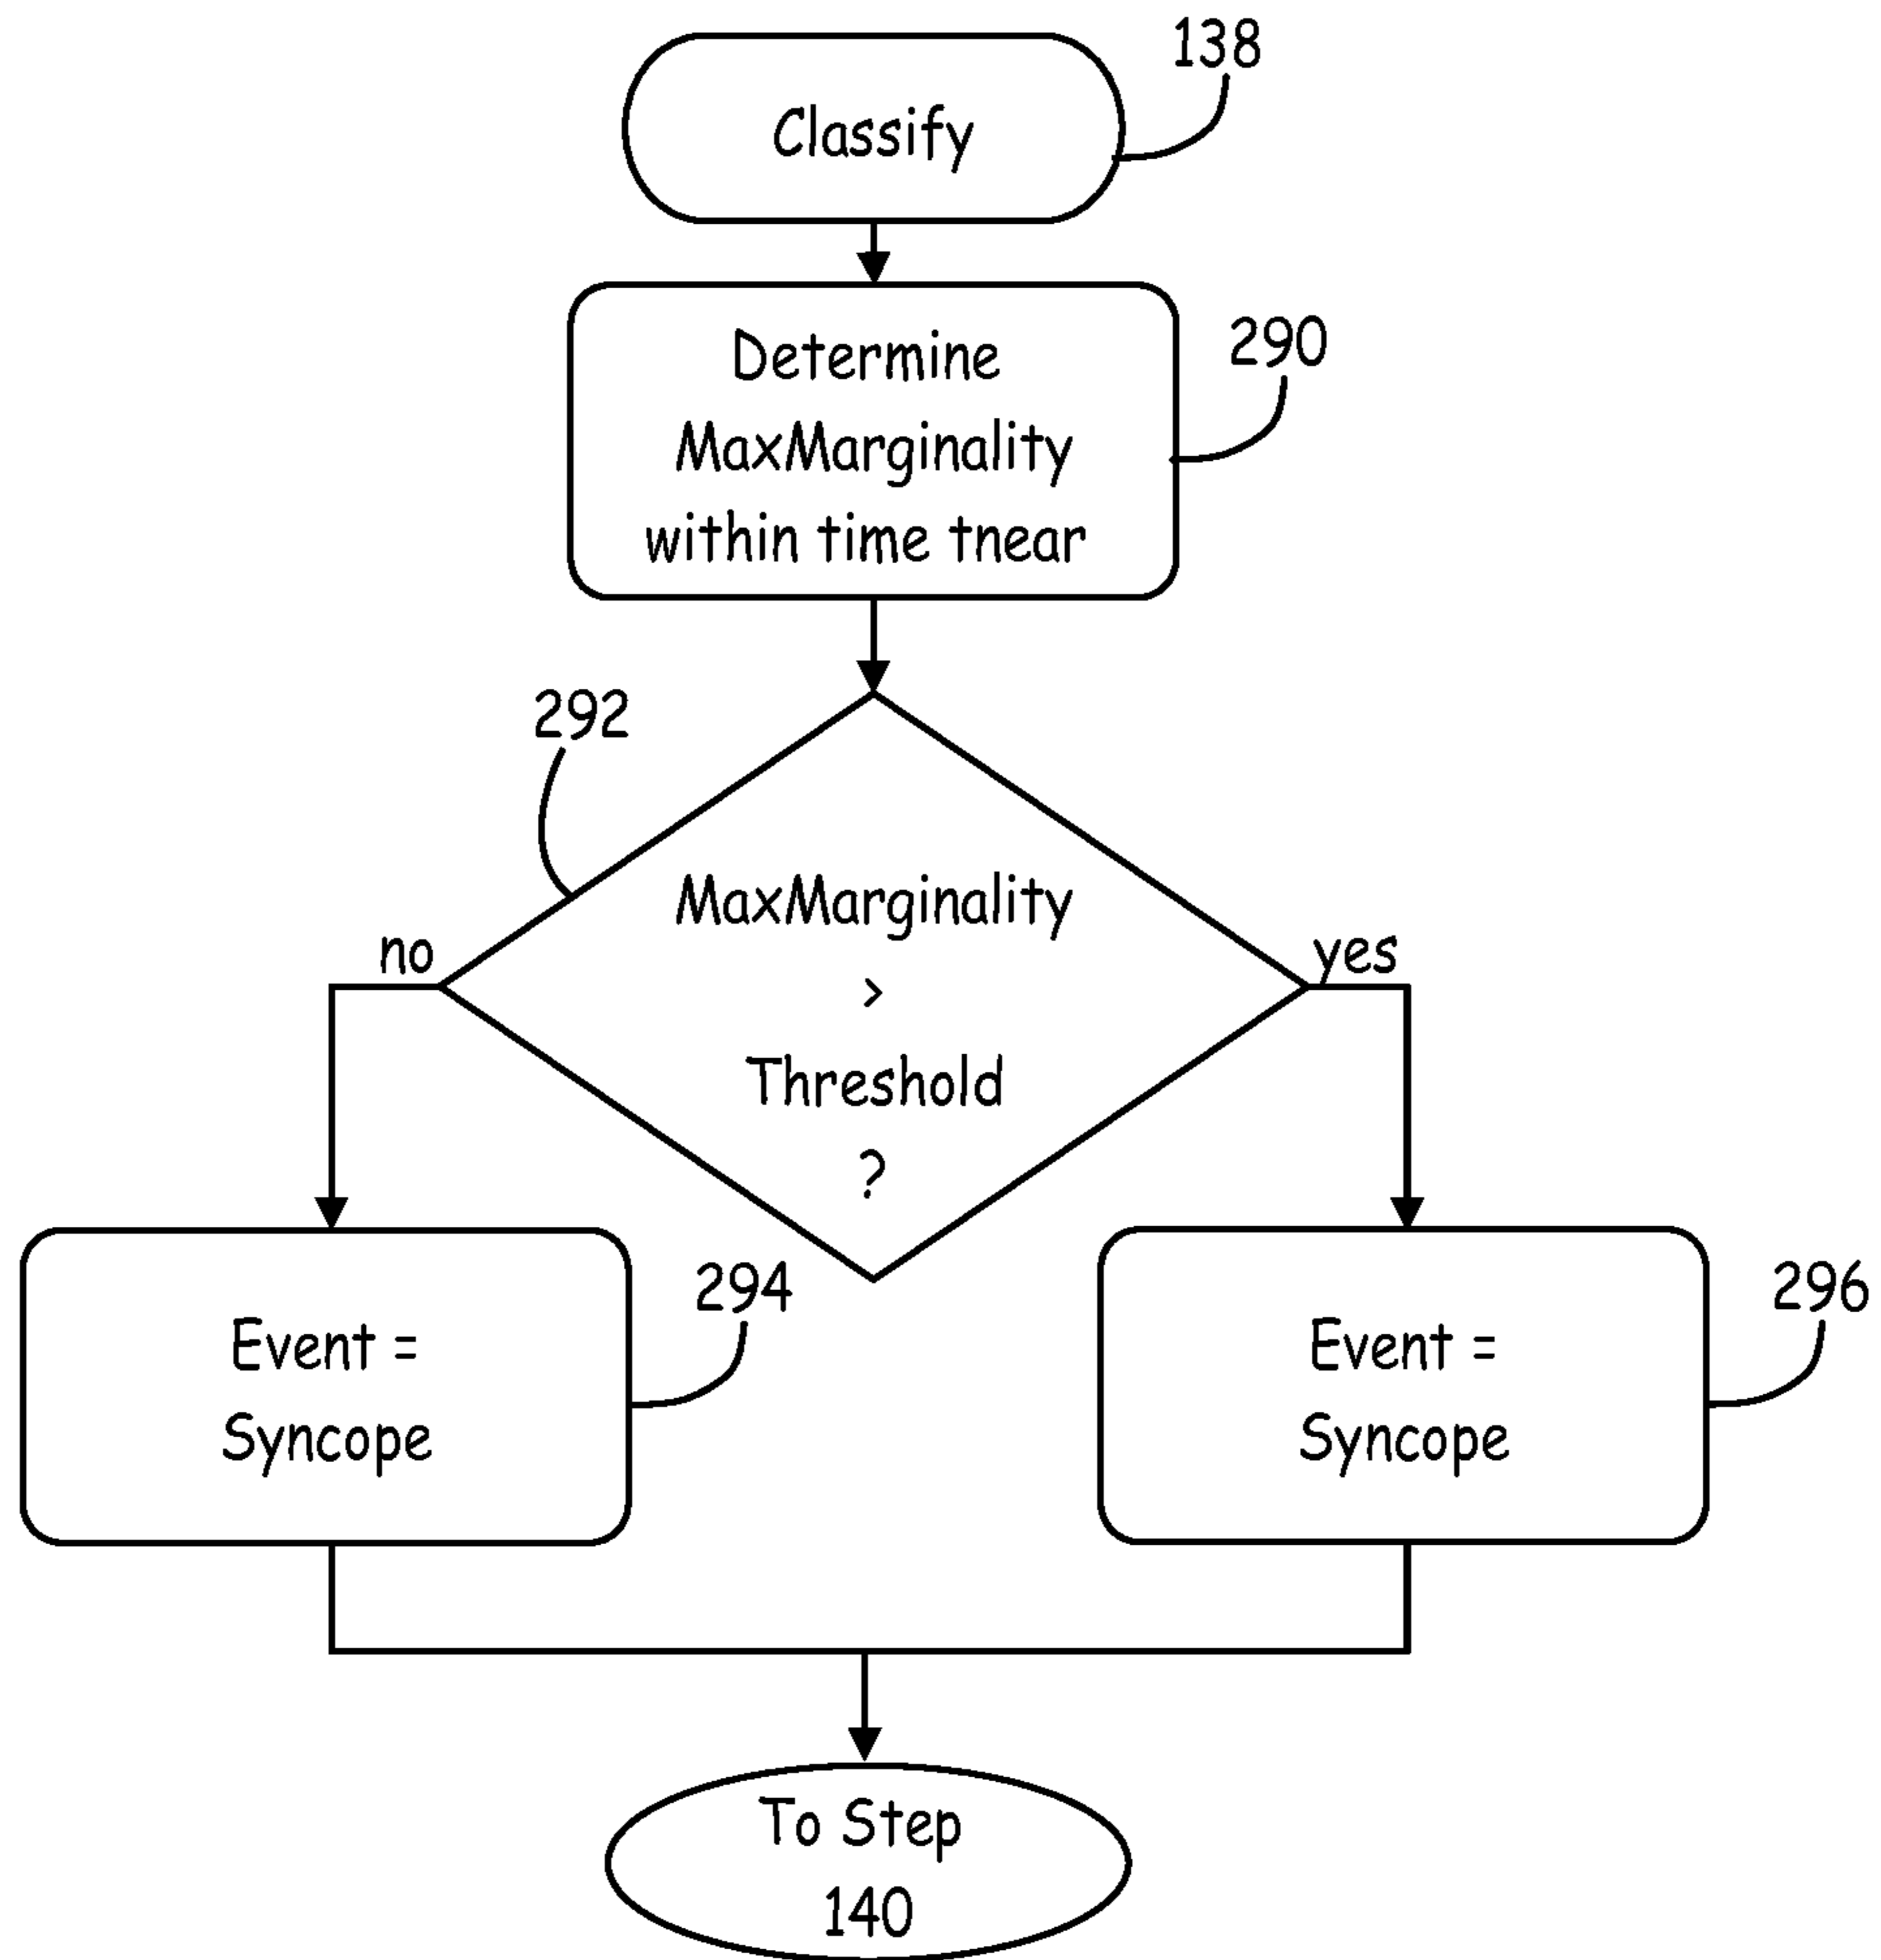 138
Classify
290
Determine
MaxMarginality
within time tnear
292
MaxMarginality
>
Threshold
?
no
yes
294
Event =
Syncope
296
Event =
Syncope
To Step
140